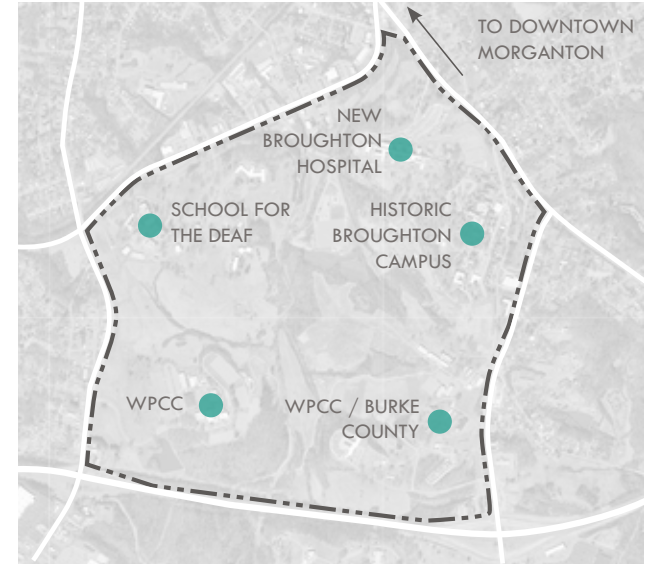 TO DOWNTOWN
MORGANTON
NEW
BROUGHTON
HOSPITAL
SCHOOL FOR
THE DEAF
HISTORIC
BROUGHTON
CAMPUS
WPCC
WPCC / BURKE
COUNTY